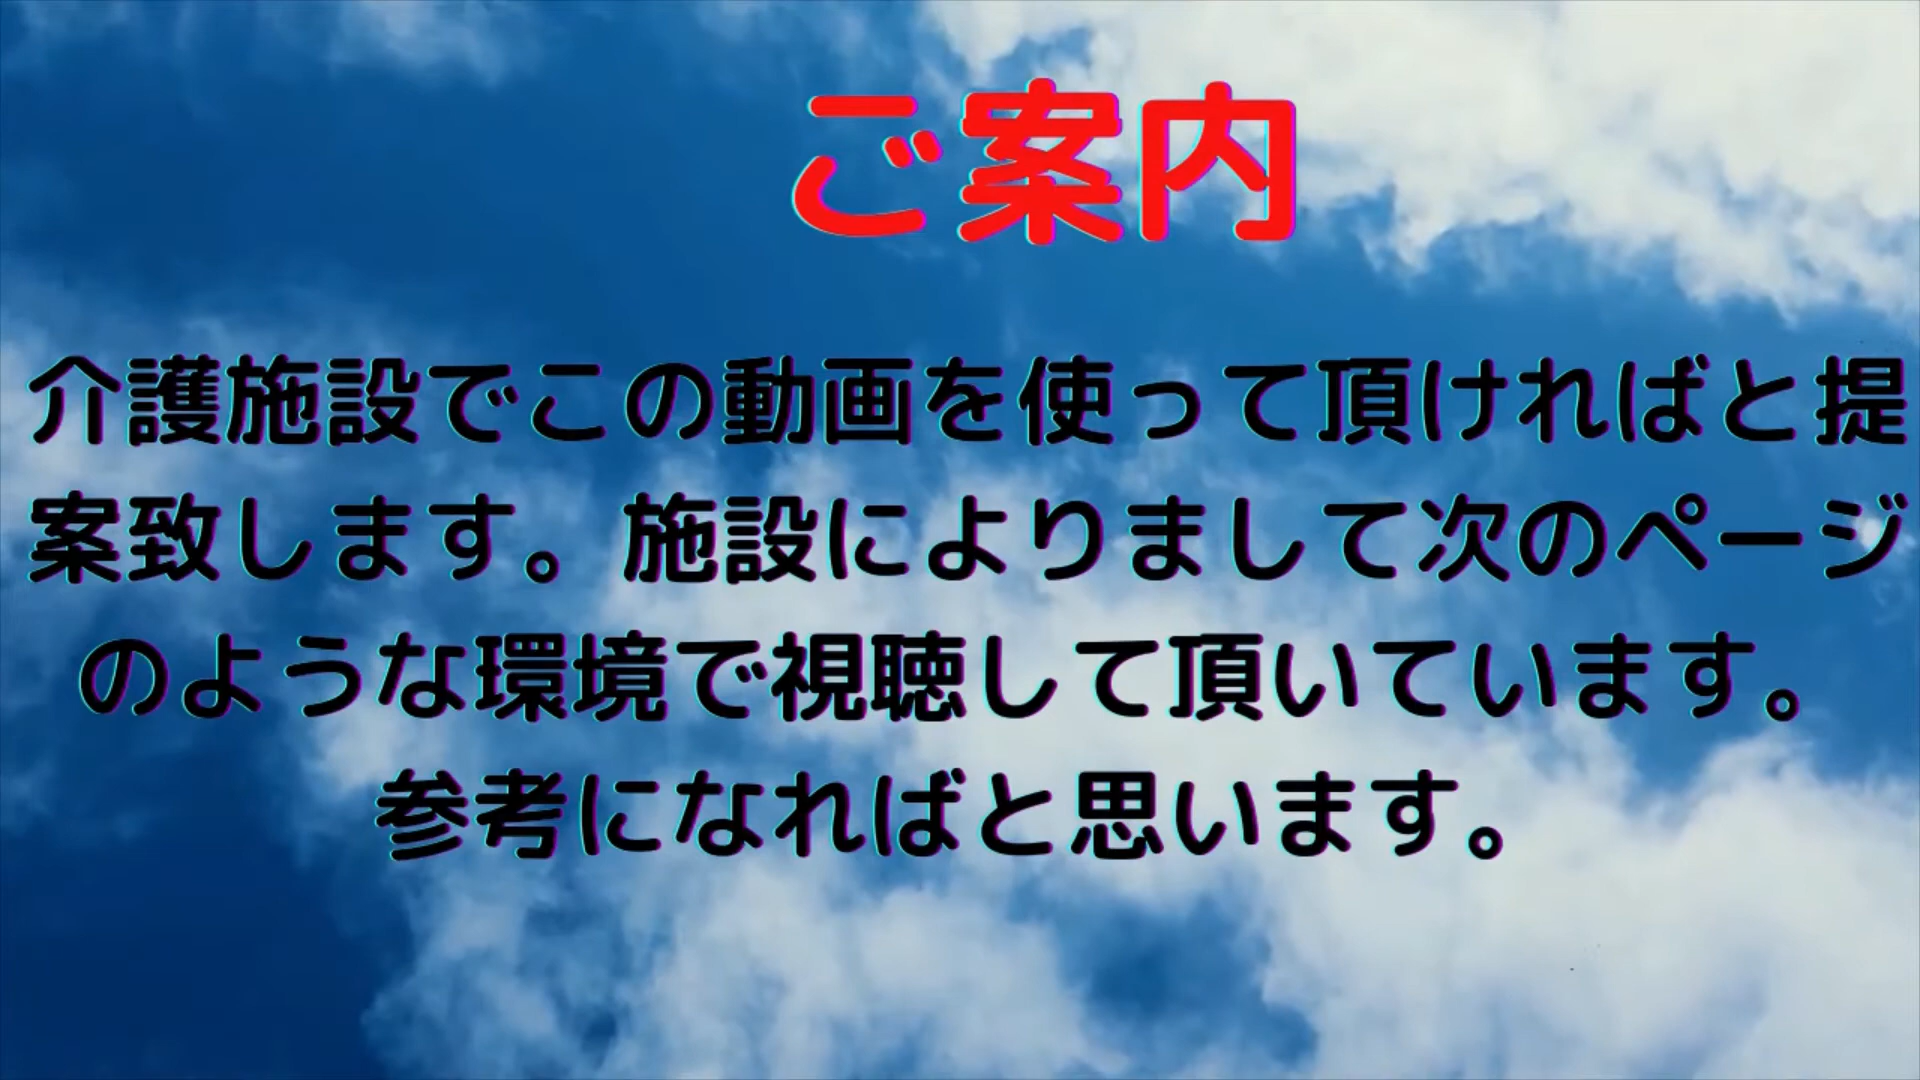 ご案内
介護施設でこの動画を使って頂ければと提
案致します。施設によりまして次のページ
のような環境で視聴して頂いています。
参考になればと思います。